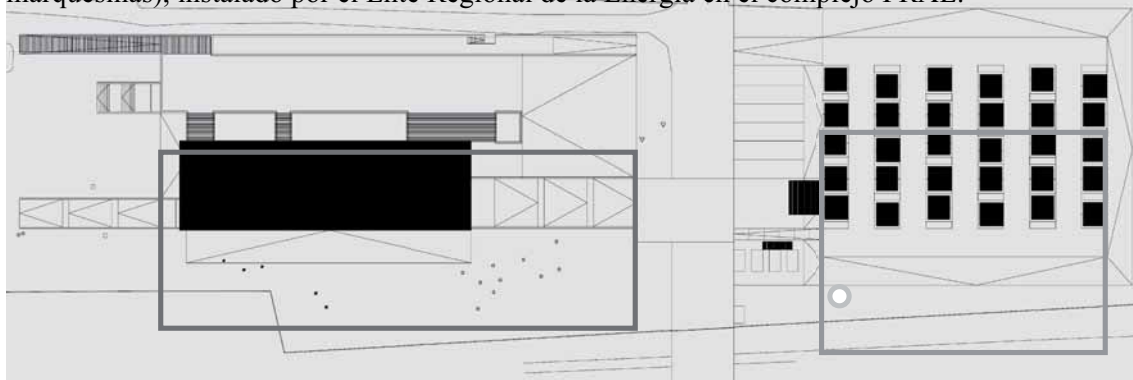 marquesinas), instalado por el Ente Regional de la Energía en el complejo PRAE.